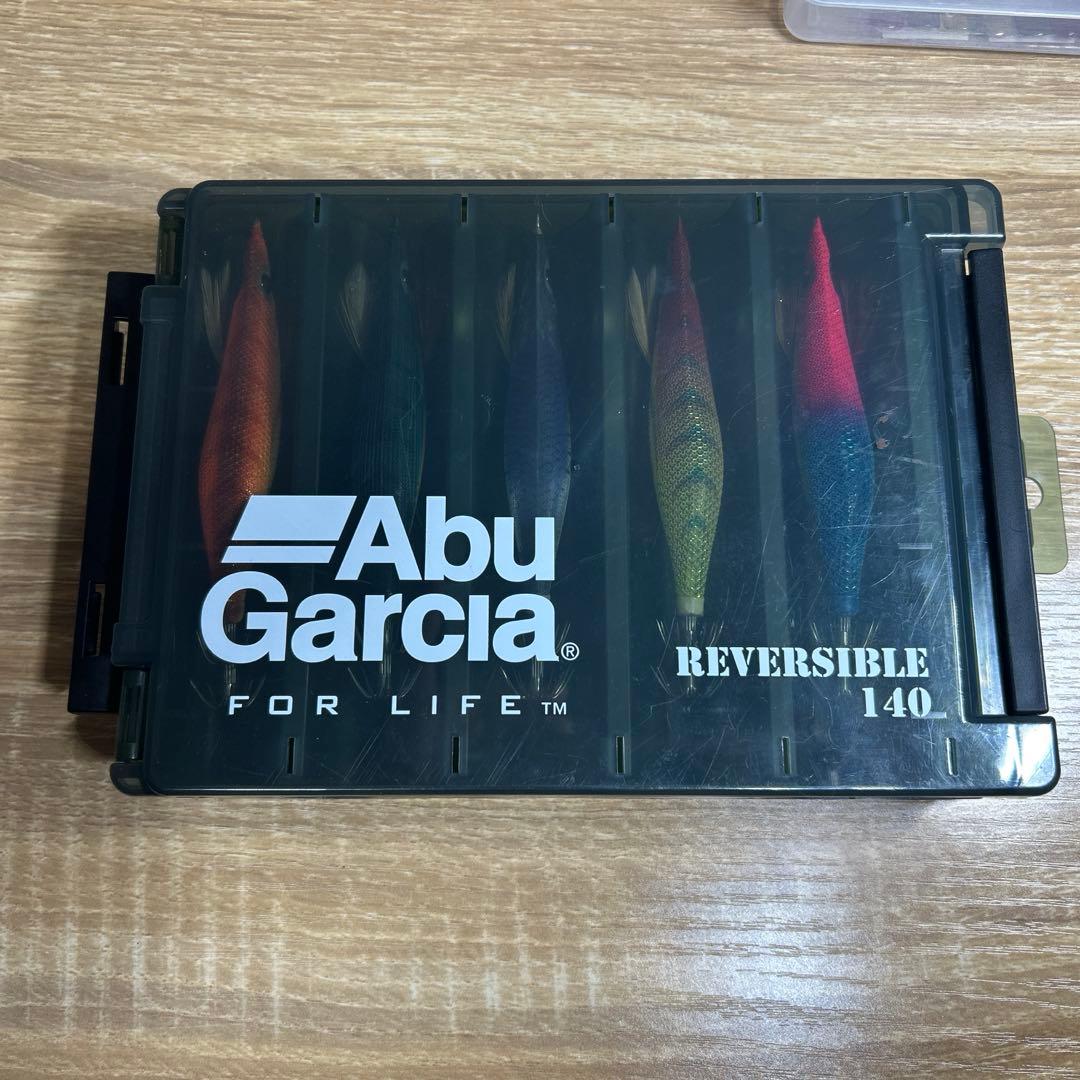 Abu
Garcia®
FOR LIFE™
REVERSIBLE
140